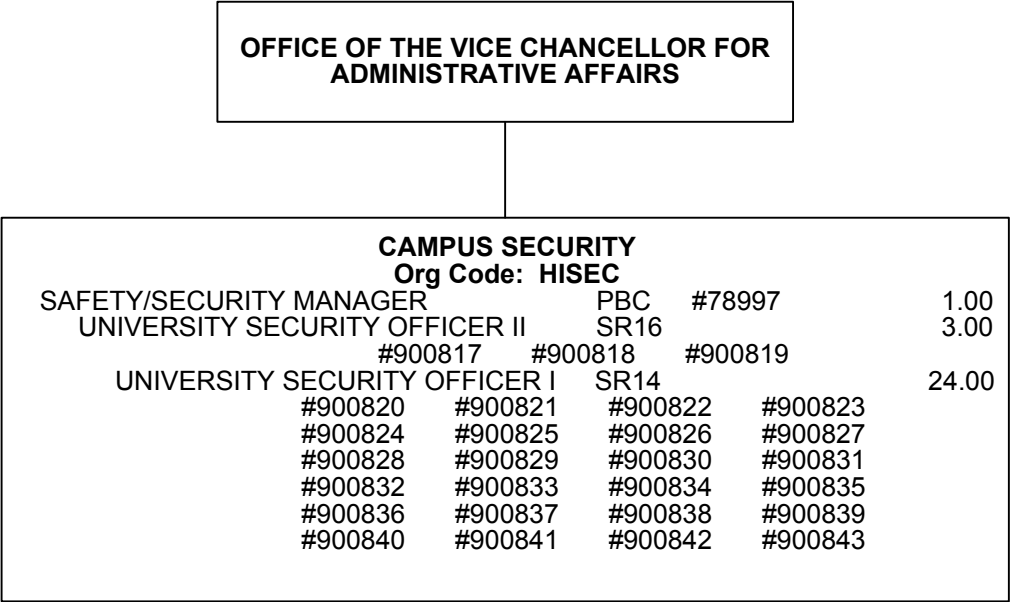 OFFICE OF THE VICE CHANCELLOR FOR
ADMINISTRATIVE AFFAIRS
CAMPUS SECURITY
Org Code: HISEC
SAFETY/SECURITY MANAGER PBC #78997 1.00
UNIVERSITY SECURITY OFFICER II SR16 3.00
#900817 #900818 #900819
UNIVERSITY SECURITY OFFICER I SR14 24.00
#900820 #900821 #900822 #900823
#900824 #900825 #900826 #900827
#900828 #900829 #900830 #900831
#900832 #900833 #900834 #900835
#900836 #900837 #900838 #900839
#900840 #900841 #900842 #900843